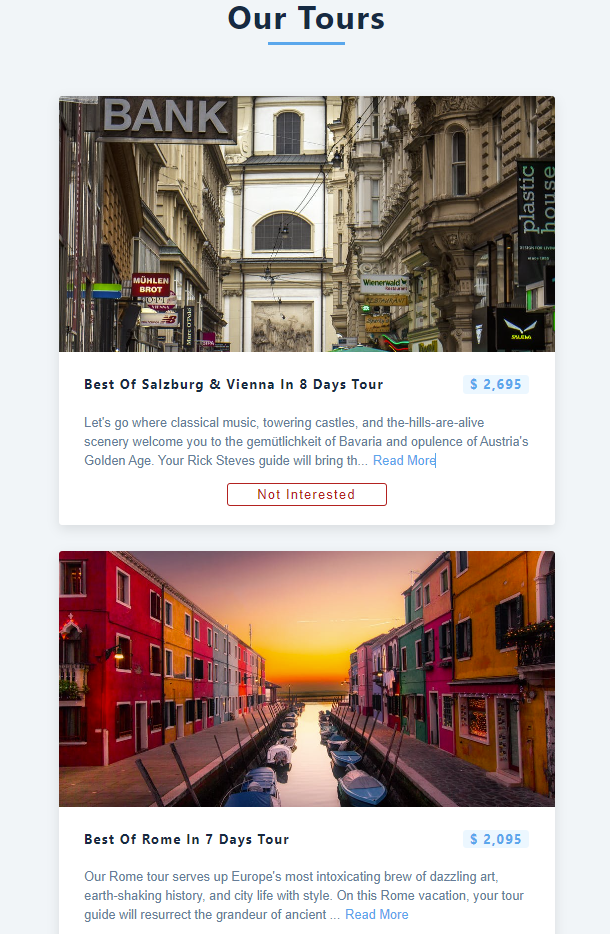 Our Tours
BANK
plastic
house
MÜHLEN
BROT
Wienerwald
Restaurant
new balance
SALEWA
Best Of Salzburg & Vienna In 8 Days Tour
$ 2,695
Let's go where classical music, towering castles, and the-hills-are-alive
scenery welcome you to the gemütlichkeit of Bavaria and opulence of Austria's
Golden Age. Your Rick Steves guide will bring th... Read More
Not Interested
Best Of Rome In 7 Days Tour
$ 2,095
Our Rome tour serves up Europe's most intoxicating brew of dazzling art,
earth-shaking history, and city life with style. On this Rome vacation, your tour
guide will resurrect the grandeur of ancient ... Read More